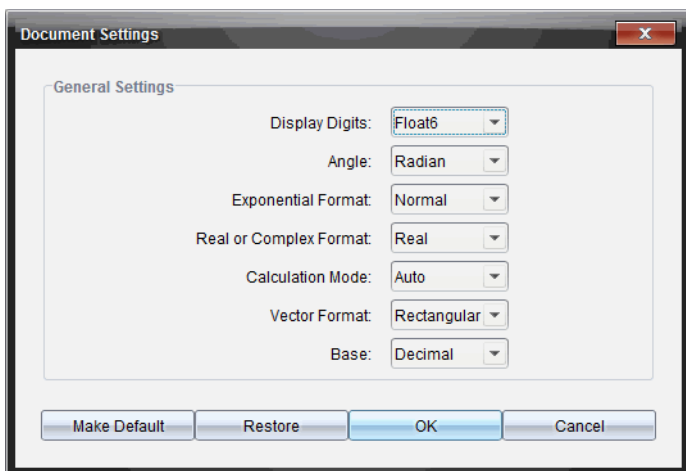 Document Settings
x
General Settings
Display Digits: Float6
Angle: Radian
Exponential Format: Normal
Real or Complex Format: Real
Calculation Mode: Auto
Vector Format: Rectangular
Base: Decimal
Make Default Restore OK Cancel